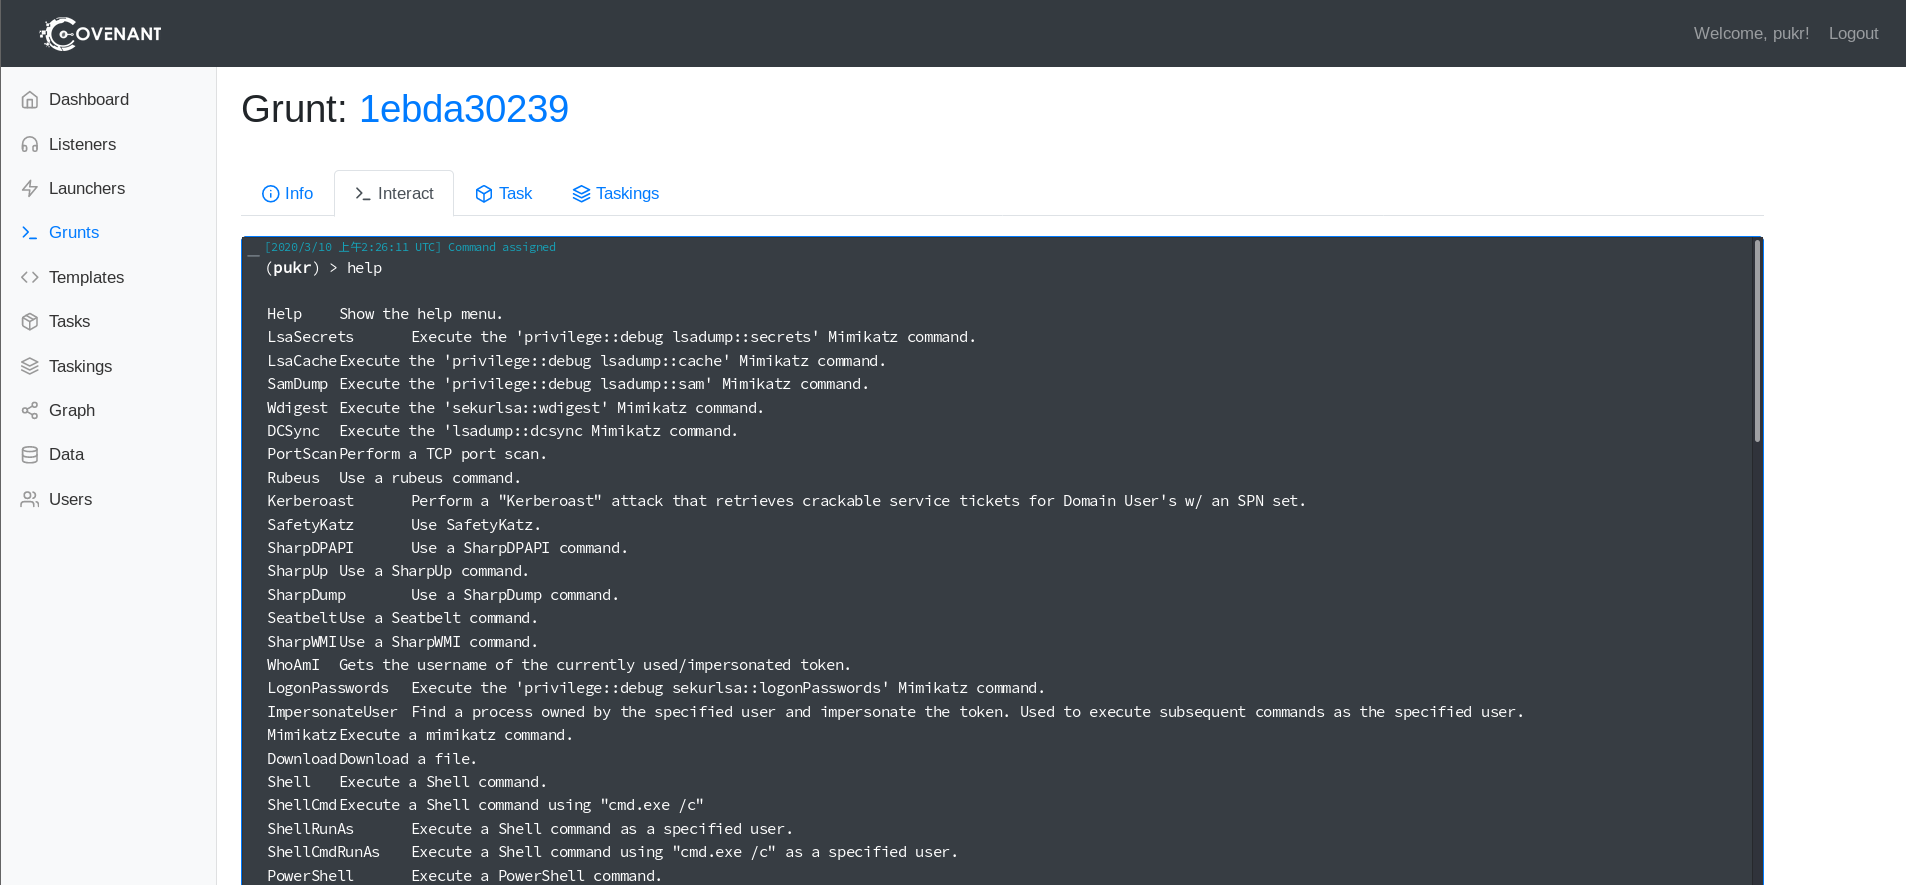 COVENANT
Welcome, pukr! Logout
Dashboard
Listeners
Launchers
Grunts
Templates
Tasks
Taskings
Graph
Data
Users
Grunt: 1ebda30239
Info Interact Task Taskings
[2020/3/10 上午2:26:11 UTC] Command assigned
(pukr) > help
Help Show the help menu.
LsaSecrets Execute the 'privilege::debug lsadump::secrets' Mimikatz command.
LsaCache Execute the 'privilege::debug lsadump::cache' Mimikatz command.
SamDump Execute the 'privilege::debug lsadump::sam' Mimikatz command.
Wdigest Execute the 'sekurlsa::wdigest' Mimikatz command.
DCSync Execute the 'lsadump::dcsync Mimikatz command.
PortScan Perform a TCP port scan.
Rubeus Use a rubeus command.
Kerberoast Perform a "Kerberoast" attack that retrieves crackable service tickets for Domain User's w/ an SPN set.
SafetyKatz Use SafetyKatz.
SharpDPAPI Use a SharpDPAPI command.
SharpUp Use a SharpUp command.
SharpDump Use a SharpDump command.
Seatbelt Use a Seatbelt command.
SharpWMI Use a SharpWMI command.
WhoAmI Gets the username of the currently used/impersonated token.
LogonPasswords Execute the 'privilege::debug sekurlsa::logonPasswords' Mimikatz command.
ImpersonateUser Find a process owned by the specified user and impersonate the token. Used to execute subsequent commands as the specified user.
Mimikatz Execute a mimikatz command.
Download Download a file.
Shell Execute a Shell command.
ShellCmd Execute a Shell command using "cmd.exe /c"
ShellRunAs Execute a Shell command as a specified user.
ShellCmdRunAs Execute a Shell command using "cmd.exe /c" as a specified user.
PowerShell Execute a PowerShell command.